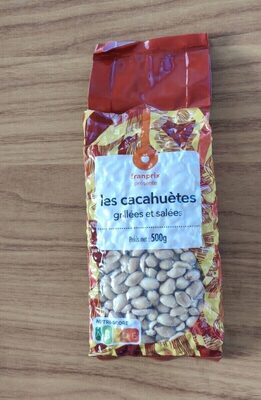 franprix
présente
les cacahuètes
grillées et salées
Poids net : 500g
NUTRI-SCORE